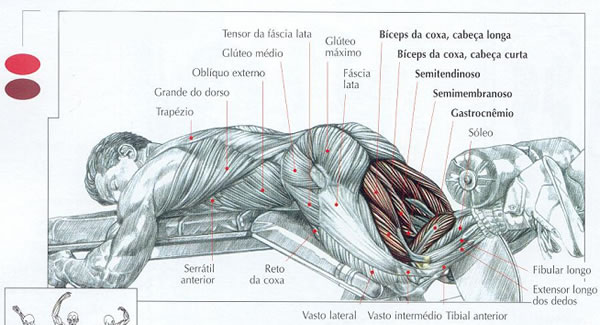 Tensor da fáscia lata
Glúteo médio
Oblíquo externo
Grande do dorso
Trapézio
Glúteo
máximo
Fáscia
lata
Bíceps da coxa, cabeça longa
Bíceps da coxa, cabeça curta
Semitendinoso
Semimembranoso
Gastrocnêmio
Sóleo
Serrátil
anterior
Reto
da coxa
Vasto lateral
Vasto intermédio
Tibial anterior
Fibular longo
Extensor longo
dos dedos